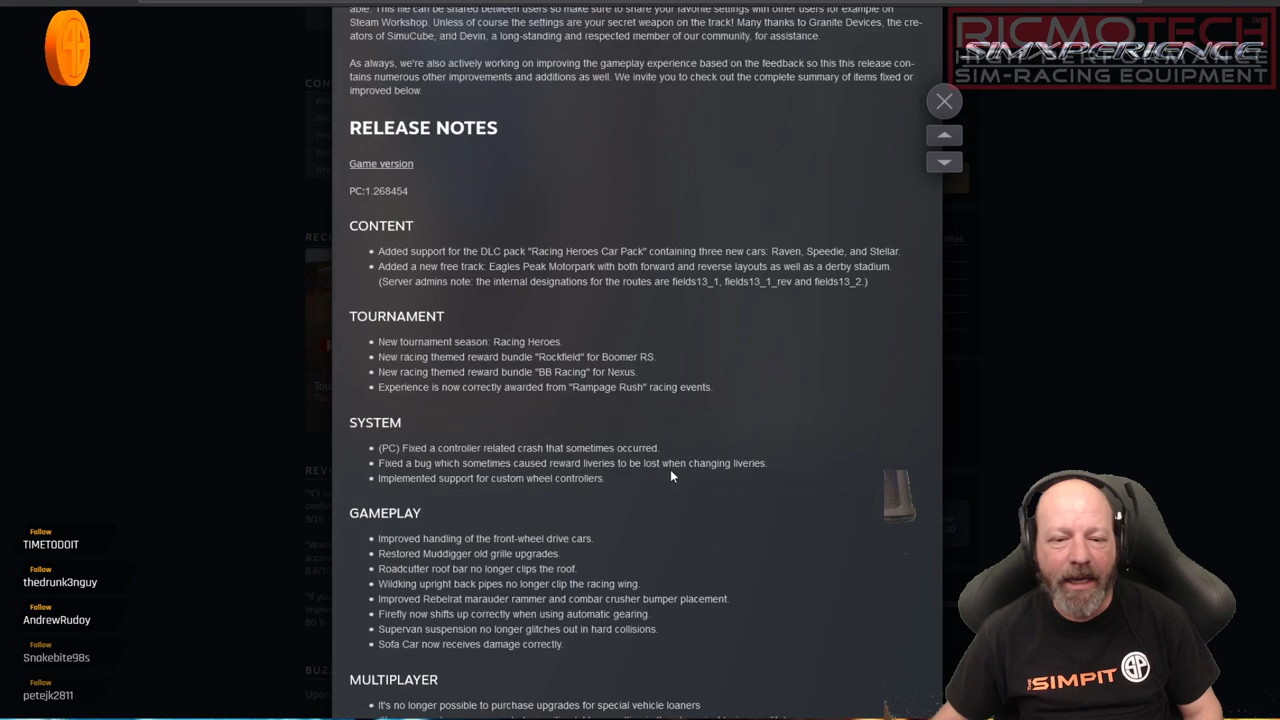 able. This file can be shared between users so make sure to share your favorite settings with other users for example on
Steam Workshop. Unless of course the settings are your secret weapon on the track! Many thanks to Granite Devices, the cre-
ators of SimuCube, and Devin, a long-standing and respected member of our community, for assistance.
As always, we're also actively working on improving the gameplay experience based on the feedback so this this release con-
tains numerous other improvements and additions as well. We invite you to check out the complete summary of items fixed or
improved below.
RELEASE NOTES
Game version
PC:1.268454
CONTENT
Added support for the DLC pack "Racing Heroes Car Pack" containing three new cars: Raven, Speedie, and Stellar.
Added a new free track: Eagles Peak Motorpark with both forward and reverse layouts as well as a derby stadium.
(Server admins note: the internal designations for the routes are fields13_1, fields13_1_rev and fields13_2.)
TOURNAMENT
New tournament season: Racing Heroes.
New racing themed reward bundle "Rockfield" for Boomer RS.
New racing themed reward bundle "BB Racing" for Nexus.
Experience is now correctly awarded from "Rampage Rush" racing events.
SYSTEM
(PC) Fixed a controller related crash that sometimes occurred.
Fixed a bug which sometimes caused reward liveries to be lost when changing liveries.
Implemented support for custom wheel controllers.
GAMEPLAY
Improved handling of the front-wheel drive cars.
Restored Muddigger old grille upgrades.
Roadcutter roof bar no longer clips the roof.
Wildking upright back pipes no longer clip the racing wing.
Improved Rebelrat marauder rammer and combar crusher bumper placement.
Firefly now shifts up correctly when using automatic gearing.
Supervan suspension no longer glitches out in hard collisions.
Sofa Car now receives damage correctly.
MULTIPLAYER
It's no longer possible to purchase upgrades for special vehicle loaners
RICMOTECH
SIMXPERIENCE
HIGH PERFORMANCE
SIM-RACING EQUIPMENT
Follow
TIMETODOIT
Follow
thedrunk3nguy
Follow
AndrewRudoy
Follow
Snakebite98s
Follow
petejk2811
THE SIMPIT